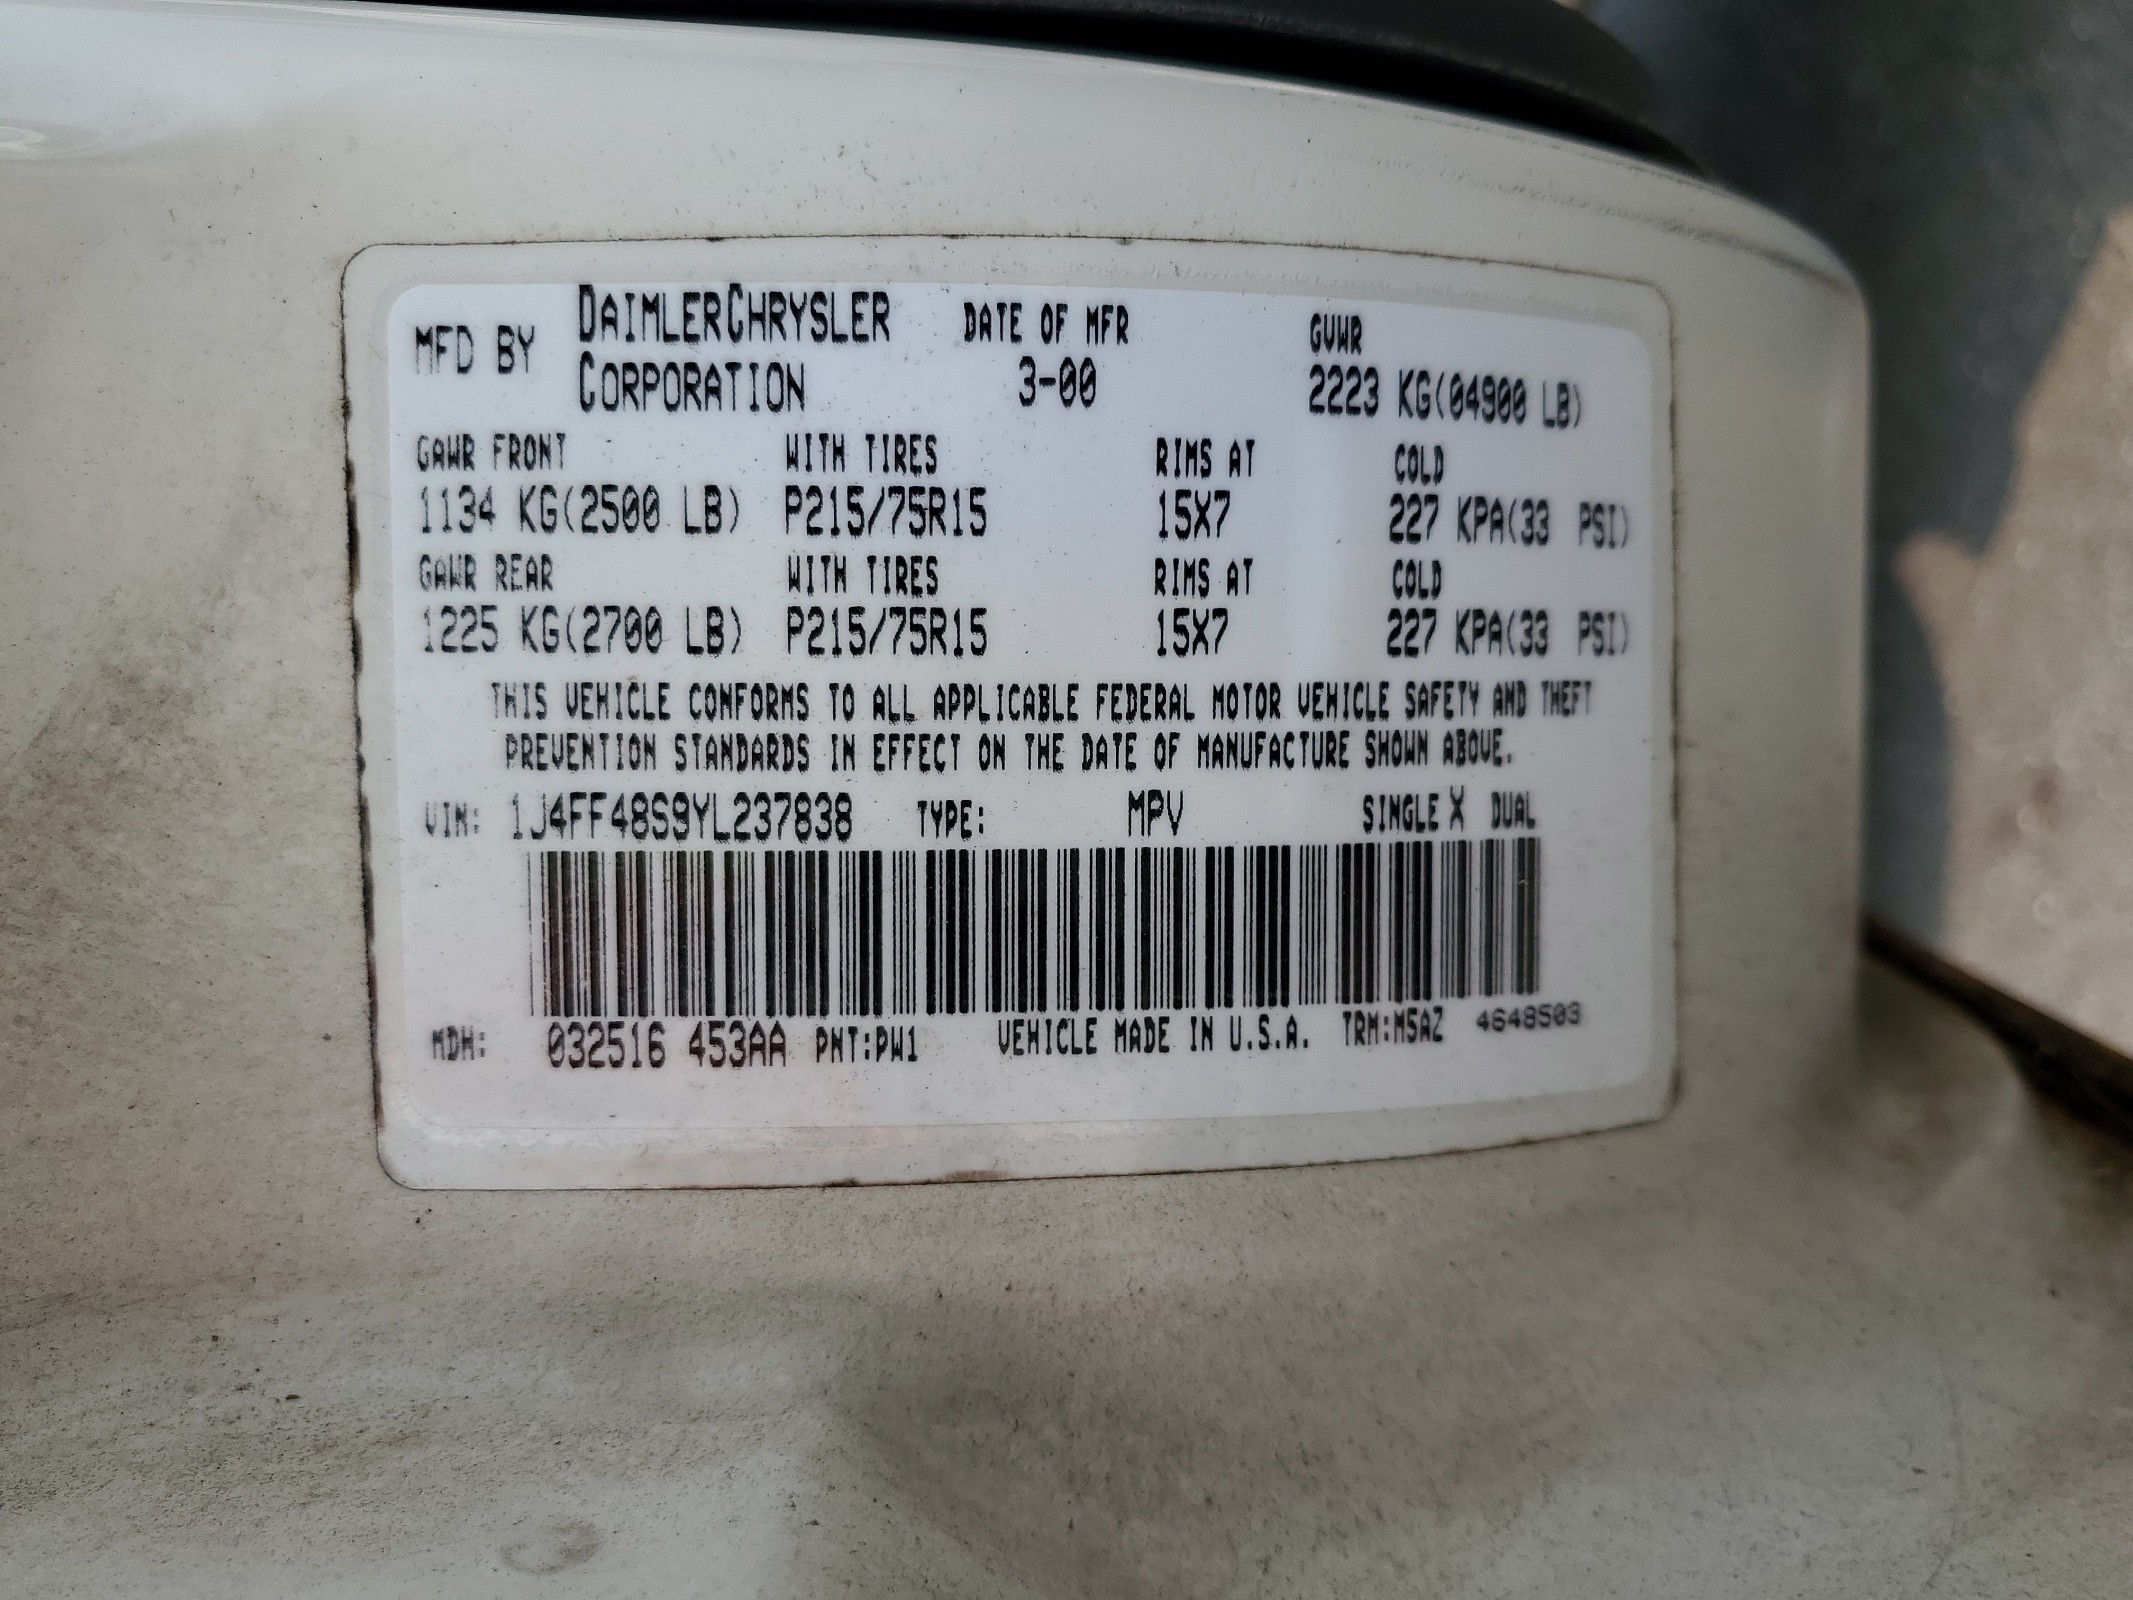 MFD BY DAIMLERCHRYSLER CORPORATION DATE OF MFR 3-00 GVWR 2223 KG(04900 LB)
GAWR FRONT WITH TIRES RIMS AT COLD
1134 KG(2500 LB) P215/75R15 15X7 227 KPA(33 PSI)
GAWR REAR WITH TIRES RIMS AT COLD
1225 KG(2700 LB) P215/75R15 15X7 227 KPA(33 PSI)
THIS VEHICLE CONFORMS TO ALL APPLICABLE FEDERAL MOTOR VEHICLE SAFETY AND THEFT
PREVENTION STANDARDS IN EFFECT ON THE DATE OF MANUFACTURE SHOWN ABOVE.
VIN: 1J4FF48S9YL237838 TYPE: MPV SINGLE X DUAL
MDH: 032516 453AA PNT:PW1 VEHICLE MADE IN U.S.A. TRM:M5AZ 4648503